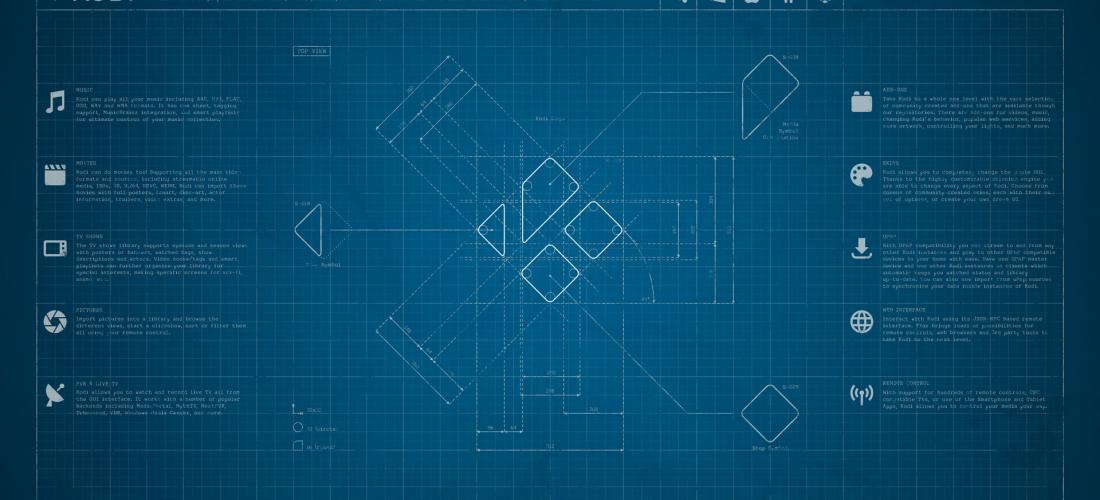 TOP VIEW
MUSIC
Kodi can play all your music including AAC, MP3, FLAC,
OGG, WAV and WMA formats. It has cue sheet, tagging
support, MusicBrainz integration, and smart playlists
for ultimate control of your music collection.
MOVIES
Kodi can do movies too! Supporting all the main video
formats and sources, including streamable online
media, ISOs, 3D, H.264, HEVC, WEBM. Kodi can import these
movies with full posters, fanart, disc-art, actor
information, trailers, video extras, and more.
TV SHOWS
The TV shows library supports episode and season views
with posters or banners, watched tags, show
descriptions and actors.
playlists can further organise your library for
special interests, making specific screens for sci-fi,
PICTURES
Import pictures into a library and browse the
different views, start a slideshow, sort or filter them
all using your remote control.
PVR & LIVE TV
Kodi allows you to watch and record live TV all from
the GUI interface. It works with a number of popular
backends including MediaPortal, MythTV, NextPVR,
Tvheadend, VDR, Windows Media Center, and more.
Kodi Logo
Media
Symbol
Symbol
ADD-ONS
Take Kodi to a whole new level with the vast selection
of community created add-ons that are available though
our repositories. There are add-ons for videos, music,
changing Kodi's behavior, popular web services, adding
more artwork, controlling your lights, and much more.
SKINS
Kodi allows you to completely change the whole GUI.
Thanks to the highly customisable skinning engine you
are able to change every aspect of Kodi. Choose from
dozens of community created skins, each with their own
set of options, or create your own drove UI.
UPNP
With UPnP compatibility you can stream to and from any
other Kodi instances and play to other UPnP compatible
devices in your home with ease. Have one UPnP master
device and use other Kodi instances as clients which
automatic keeps you watched status and library
up-to-date. You can now import from uPnp sources
to synchronize your data inside instances of Kodi.
WEB INTERFACE
Interact with Kodi using its JSON-RPC based remote
interface. This brings loads of possibilities for
remote controls, web browsers and 3rd party tools to
take Kodi to the next level.
REMOTE CONTROL
With support for hundreds of remote controls, CEC
compatible TVs, or use of the Smartphone and Tablet
Apps, Kodi allows you to control your media your way.